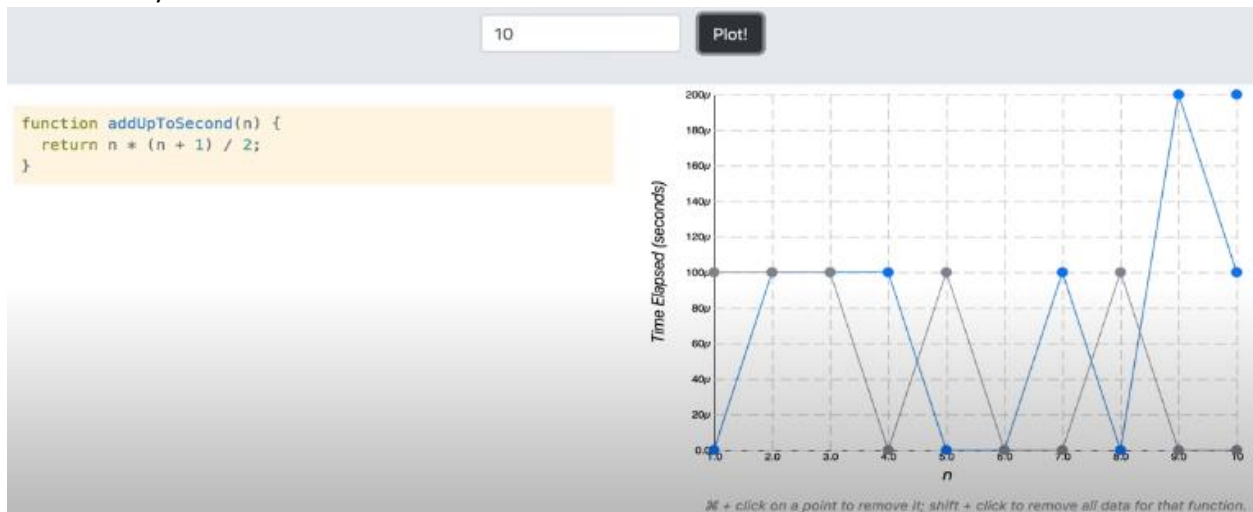 10
Plot!
function addUpToSecond(n) {
return n * (n + 1) / 2;
}
200μ
180μ
160μ
140μ
120μ
100μ
80μ
60μ
40μ
20μ
0.0
Time Elapsed (seconds)
1.0 2.0 3.0 4.0 5.0 6.0 7.0 8.0 9.0 10
n
⌘ + click on a point to remove it; shift + click to remove all data for that function.